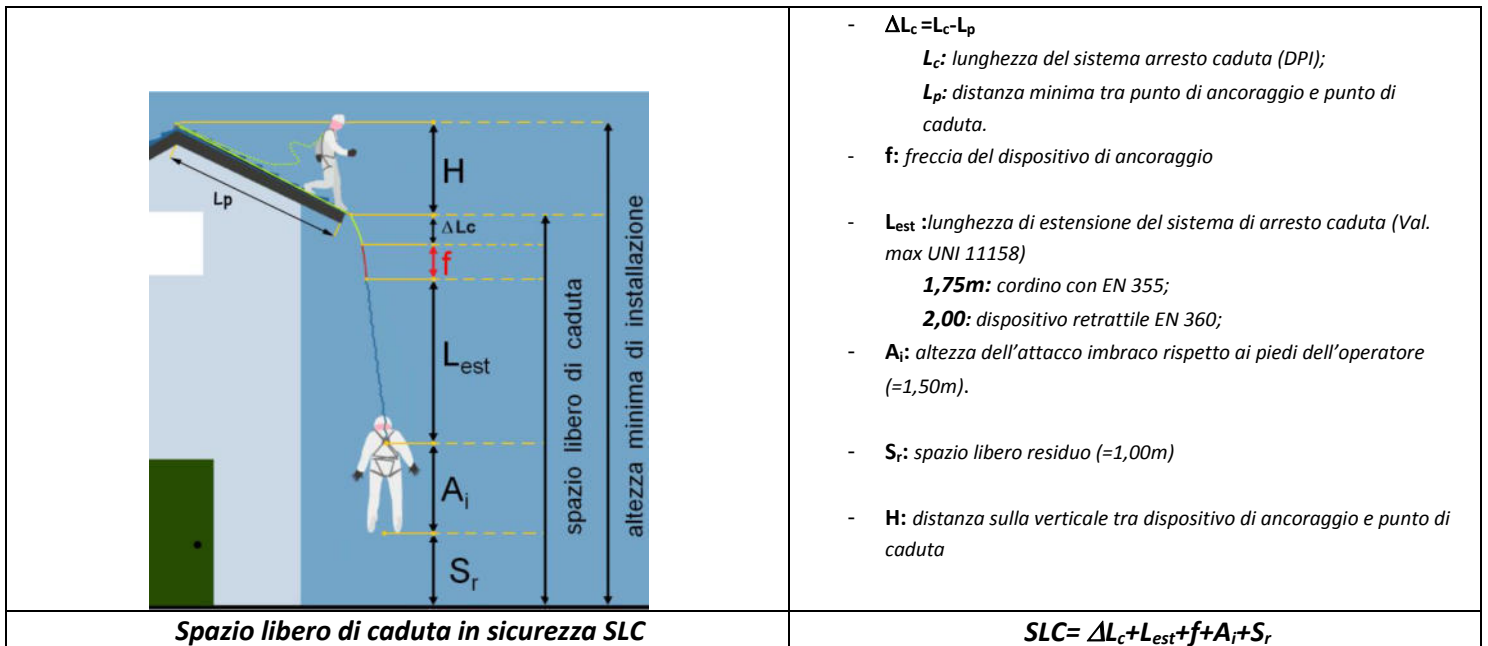 H
Lp
ΔLc
f
Lest
Ai
Sr
spazio libero di caduta
altezza minima di installazione
- ΔLc =Lc-Lp
Lc: lunghezza del sistema arresto caduta (DPI);
Lp: distanza minima tra punto di ancoraggio e punto di
caduta.
- f: freccia del dispositivo di ancoraggio
- Lest :lunghezza di estensione del sistema di arresto caduta (Val.
max UNI 11158)
1,75m: cordino con EN 355;
2,00: dispositivo retrattile EN 360;
- Ai: altezza dell’attacco imbraco rispetto ai piedi dell’operatore
(=1,50m).
- Sr: spazio libero residuo (=1,00m)
- H: distanza sulla verticale tra dispositivo di ancoraggio e punto di
caduta
Spazio libero di caduta in sicurezza SLC
SLC= ΔLc+Lest+f+Ai+Sr